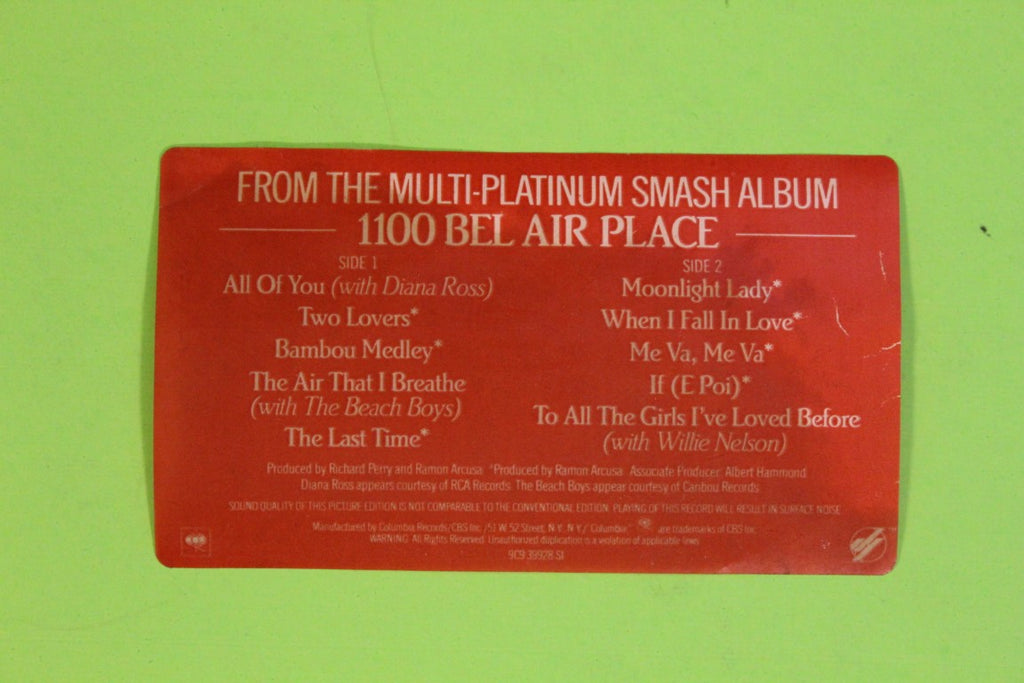 FROM THE MULTI-PLATINUM SMASH ALBUM
1100 BEL AIR PLACE
SIDE 1
All Of You (with Diana Ross)
Two Lovers*
Bambou Medley*
The Air That I Breathe
(with The Beach Boys)
The Last Time*
SIDE 2
Moonlight Lady*
When I Fall In Love*
Me Va, Me Va*
If (E Poi)*
To All The Girls I've Loved Before
(with Willie Nelson)
Produced by Richard Perry and Ramon Arcusa *Produced by Ramon Arcusa Associate Producer: Albert Hammond
Diana Ross appears courtesy of RCA Records. The Beach Boys appear courtesy of Caribou Records
SOUND QUALITY OF THIS PICTURE EDITION IS NOT COMPARABLE TO THE CONVENTIONAL EDITION. PLAYING OF THIS RECORD WILL RESULT IN SURFACE NOISE
Manufactured by Columbia Records/CBS Inc./51 W. 52 Street, N.Y., N.Y./"Columbia," are trademarks of CBS Inc.
WARNING: All Rights Reserved. Unauthorized duplication is a violation of applicable laws
9C9 39928-S1